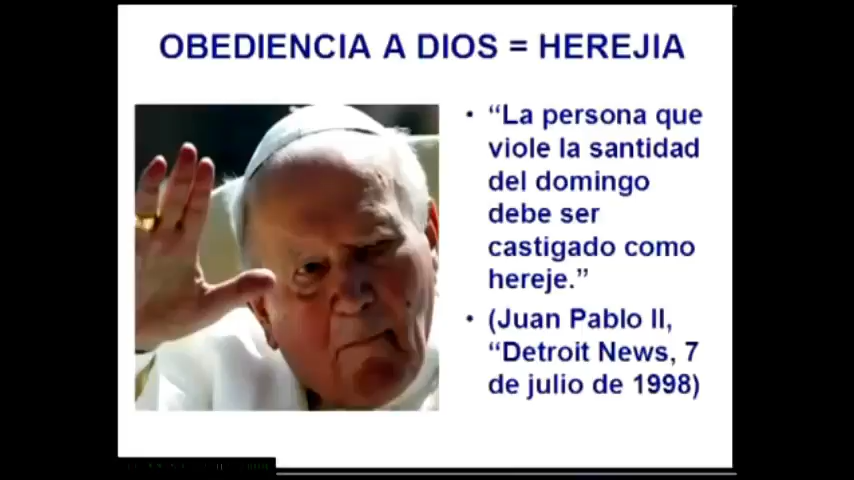 OBEDIENCIA A DIOS = HEREJIA
• “La persona que
viole la santidad
del domingo
debe ser
castigado como
hereje.”
• (Juan Pablo II,
“Detroit News, 7
de julio de 1998)